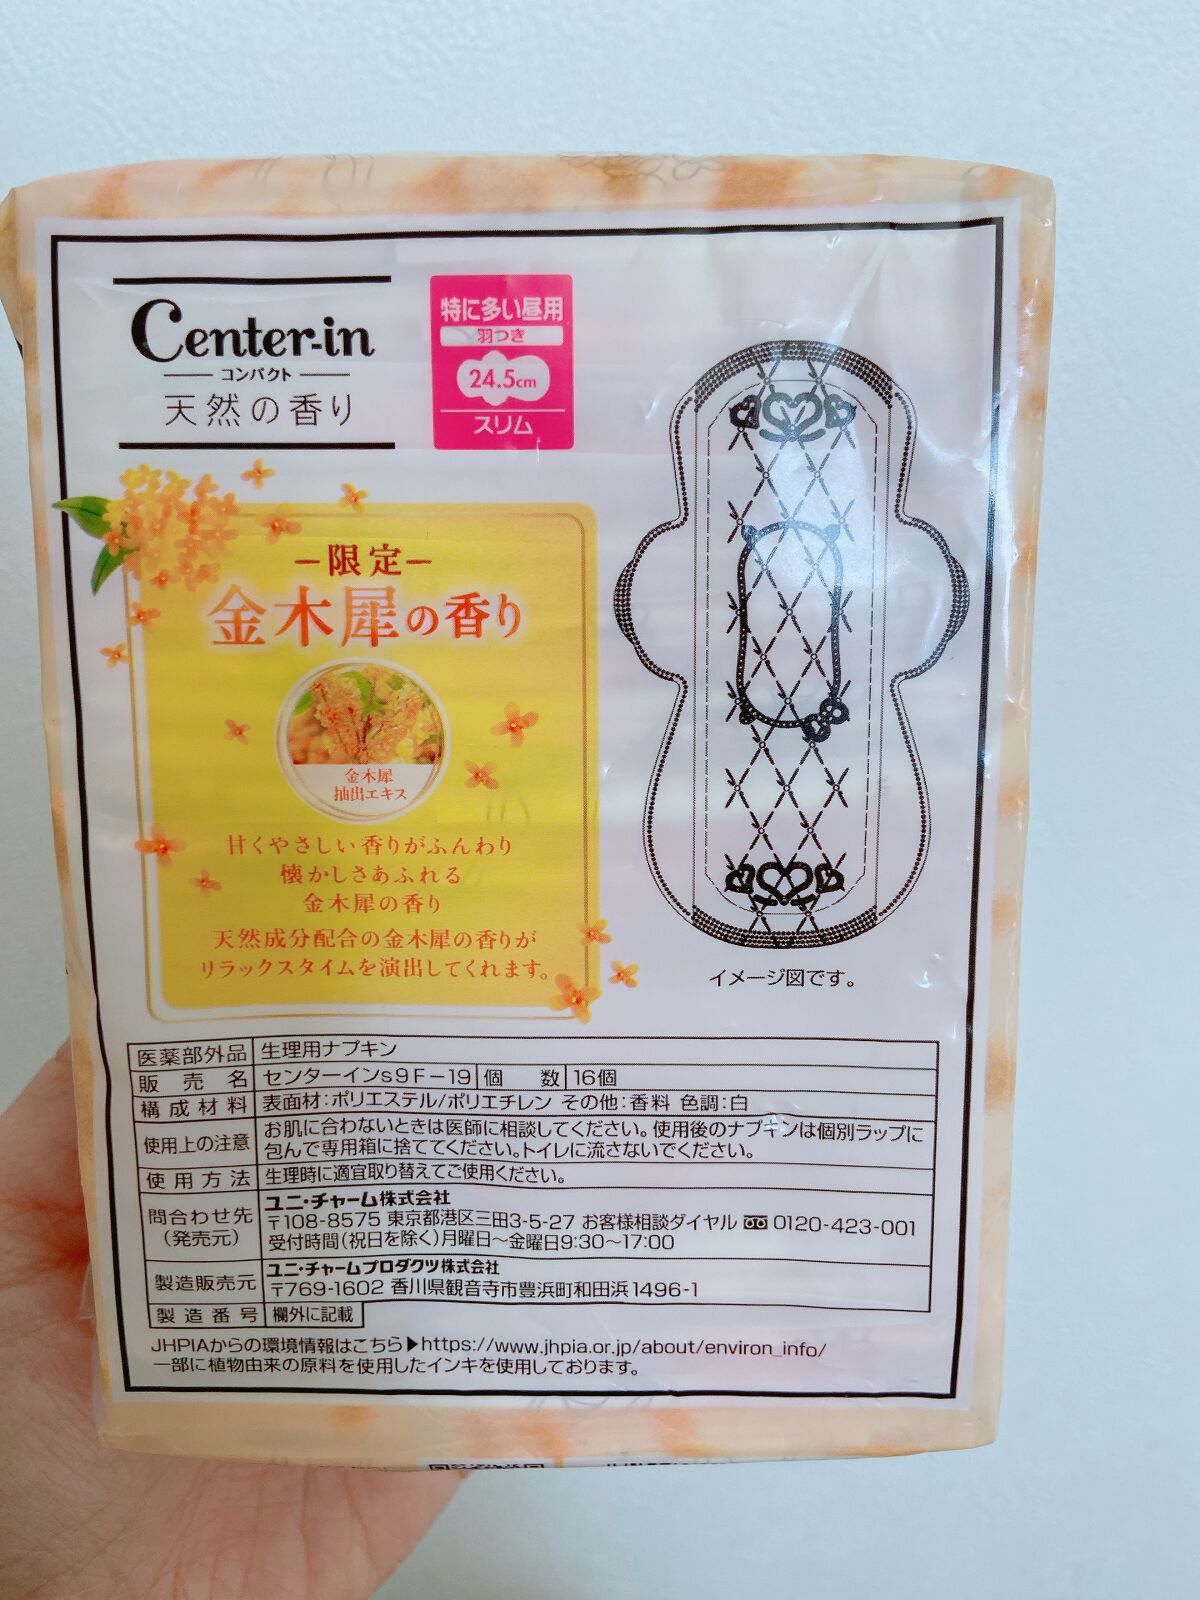 Center-in
コンパクト
天然の香り
特に多い昼用
羽つき
24.5cm
スリム
－限定－
金木犀の香り
金木犀
抽出エキス
甘くやさしい香りがふんわり
懐かしさあふれる
金木犀の香り
天然成分配合の金木犀の香りが
リラックスタイムを演出してくれます。
イメージ図です。
医薬部外品 生理用ナプキン
販売名 センターインs9F－19 個数 16個
構成材料 表面材：ポリエステル/ポリエチレン その他：香料 色調：白
使用上の注意 お肌に合わないときは医師に相談してください。使用後のナプキンは個別ラップに
包んで専用箱に捨ててください。トイレに流さないでください。
使用方法 生理時に適宜取り替えてご使用ください。
問合わせ先 ユニ・チャーム株式会社
（発売元） 〒108-8575 東京都港区三田3-5-27 お客様相談ダイヤル 0120-423-001
受付時間（祝日を除く）月曜日～金曜日9:30～17:00
製造販売元 ユニ・チャームプロダクツ株式会社
〒769-1602 香川県観音寺市豊浜町和田浜1496-1
製造番号 欄外に記載
JHPIAからの環境情報はこちら▶https://www.jhpia.or.jp/about/environ_info/
一部に植物由来の原料を使用したインキを使用しております。